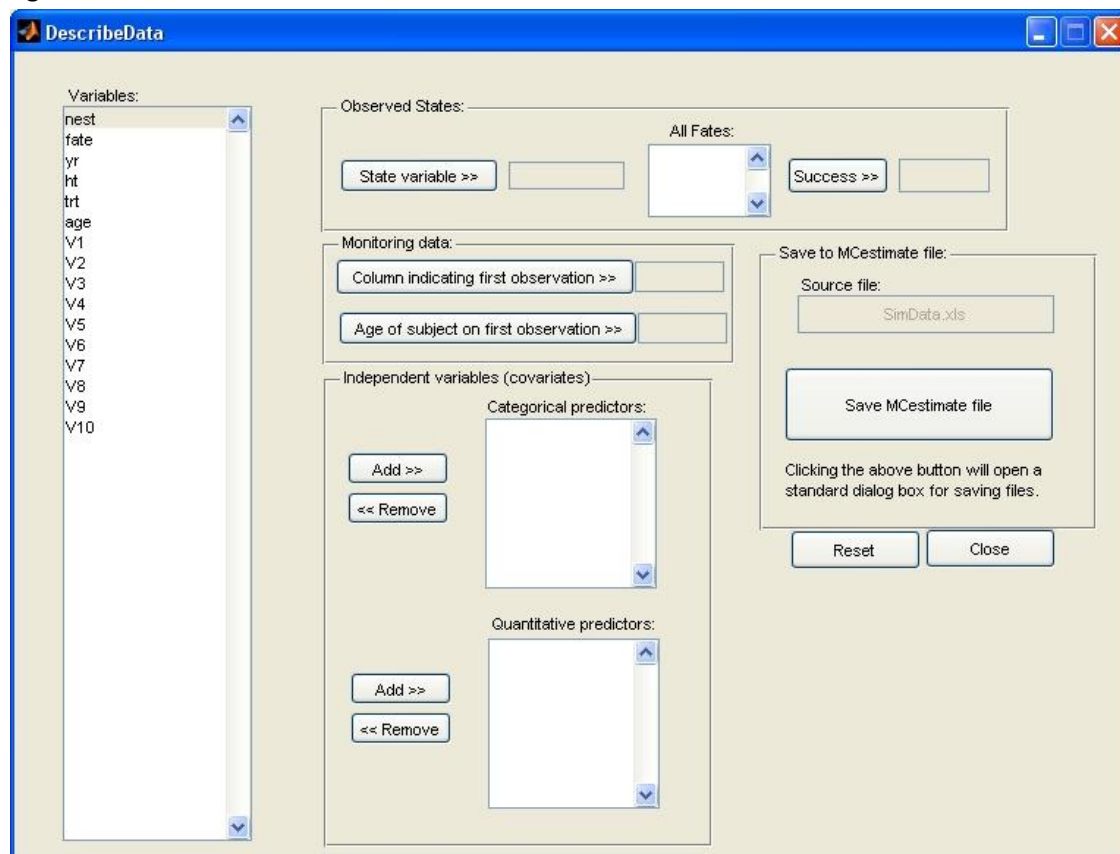 DescribeData
Variables:
nest
fate
yr
ht
trt
age
V1
V2
V3
V4
V5
V6
V7
V8
V9
V10
Observed States:
All Fates:
State variable >>
Success >>
Monitoring data:
Column indicating first observation >>
Age of subject on first observation >>
Independent variables (covariates)
Categorical predictors:
Add >>
<< Remove
Quantitative predictors:
Add >>
<< Remove
Save to MCestimate file:
Source file:
SimData.xls
Save MCestimate file
Clicking the above button will open a
standard dialog box for saving files.
Reset
Close